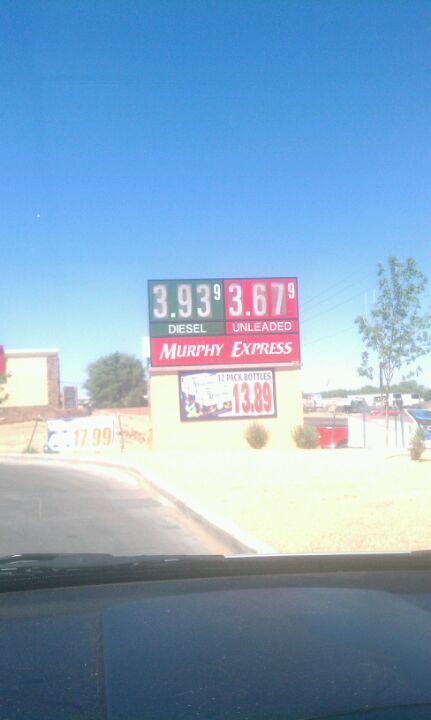 3.93 9 3.67 9
DIESEL UNLEADED
MURPHY EXPRESS
12 PACK BOTTLES
13.89
17.99